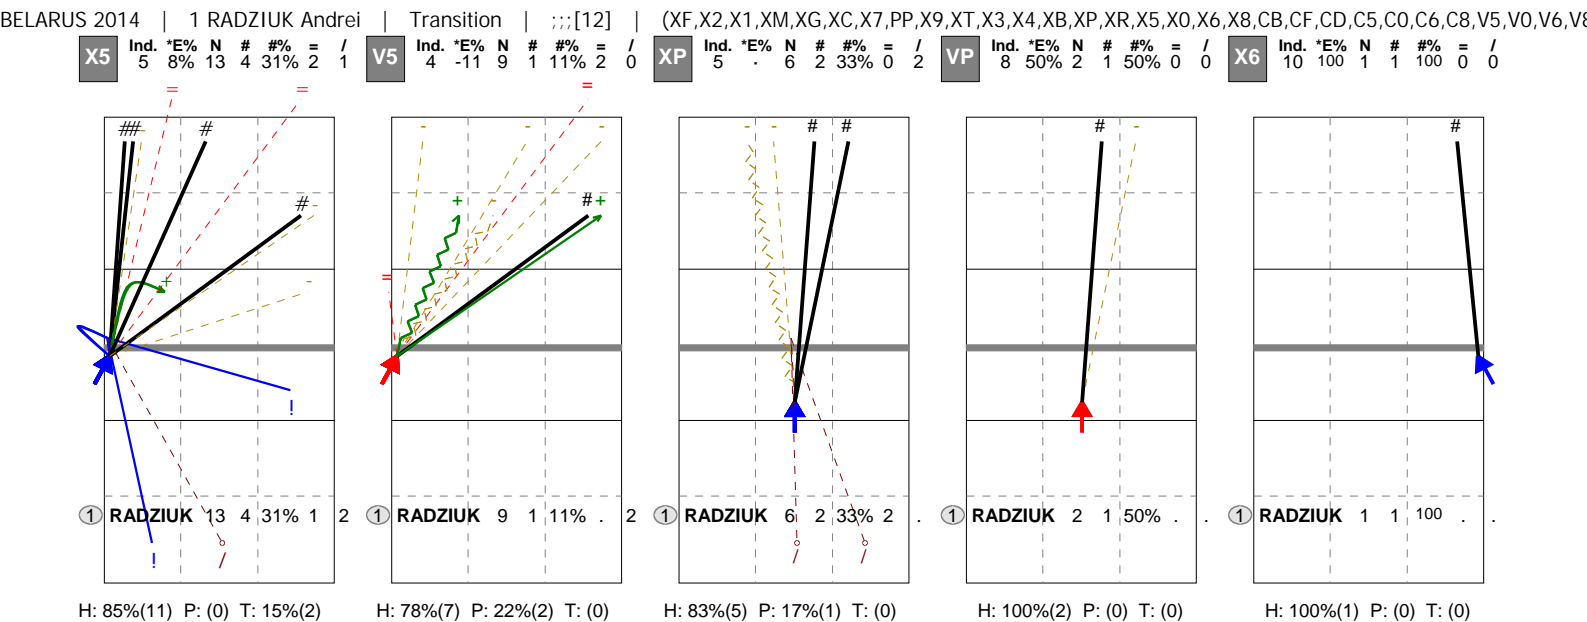 BELARUS 2014 | 1 RADZIUK Andrei | Transition | ;;;[12] | (XF,X2,X1,XM,XG,XC,X7,PP,X9,XT,X3,X4,XB,XP,XR,X5,X0,X6,X8,CB,CF,CD,C5,C0,C6,C8,V5,V0,V6,V8
X5 Ind. *E% N # #% = /
5 8% 13 4 31% 2 1
V5 Ind. *E% N # #% = /
4 -11 9 1 11% 2 0
XP Ind. *E% N # #% = /
5 . 6 2 33% 0 2
VP Ind. *E% N # #% = /
8 50% 2 1 50% 0 0
X6 Ind. *E% N # #% = /
10 100 1 1 100 0 0
= = =
# # - # - - - - - # # # - #
# - + - # +
= + -
!
1 RADZIUK 13 4 31% 1 2
1 RADZIUK 9 1 11% . 2
1 RADZIUK 6 2 33% 2 .
1 RADZIUK 2 1 50% . .
1 RADZIUK 1 1 100 . .
! / / /
H: 85%(11) P: (0) T: 15%(2)
H: 78%(7) P: 22%(2) T: (0)
H: 83%(5) P: 17%(1) T: (0)
H: 100%(2) P: (0) T: (0)
H: 100%(1) P: (0) T: (0)